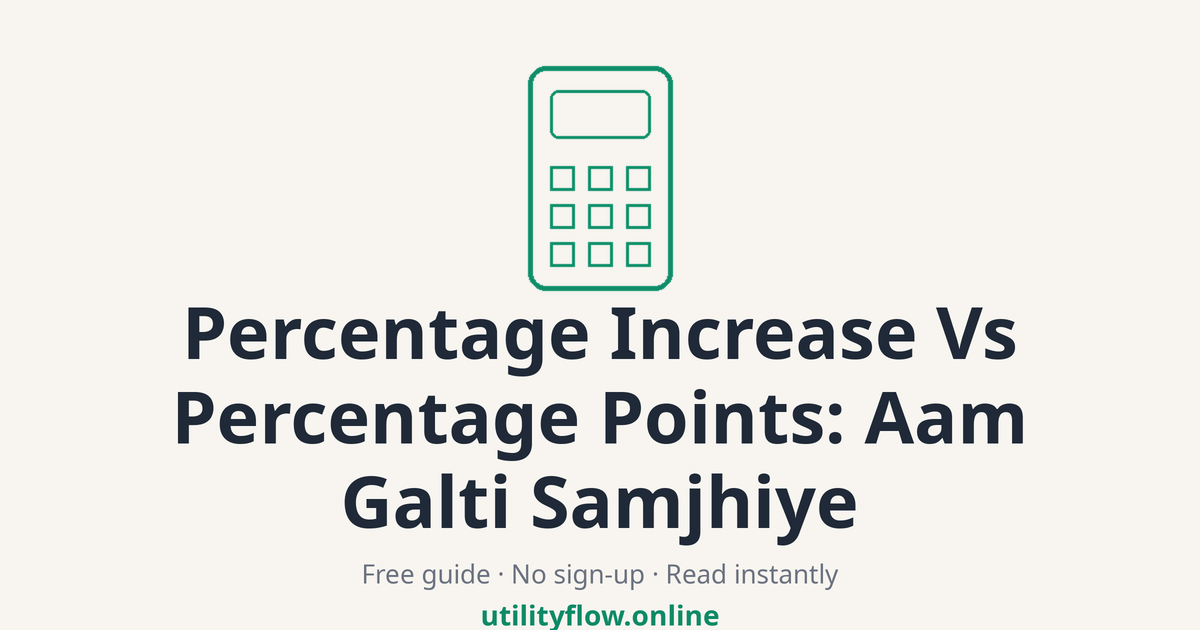 Percentage Increase Vs
Percentage Points: Aam
Galti Samjhiye
Free guide · No sign-up · Read instantly
utilityflow.online